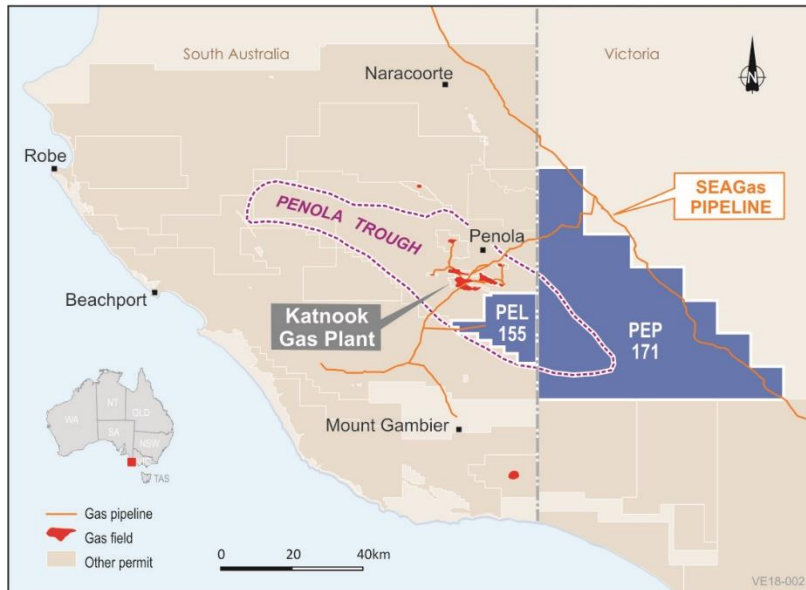 South Australia
Victoria
Naracoorte
N
Robe
SEAGas
PIPELINE
PENOLA TROUGH
Penola
Beachport
Katnook
Gas Plant
PEL
155
PEP
171
Mount Gambier
NT
QLD
WA
SA
NSW
TAS
Gas pipeline
Gas field
Other permit
0 20 40km
VE18-002